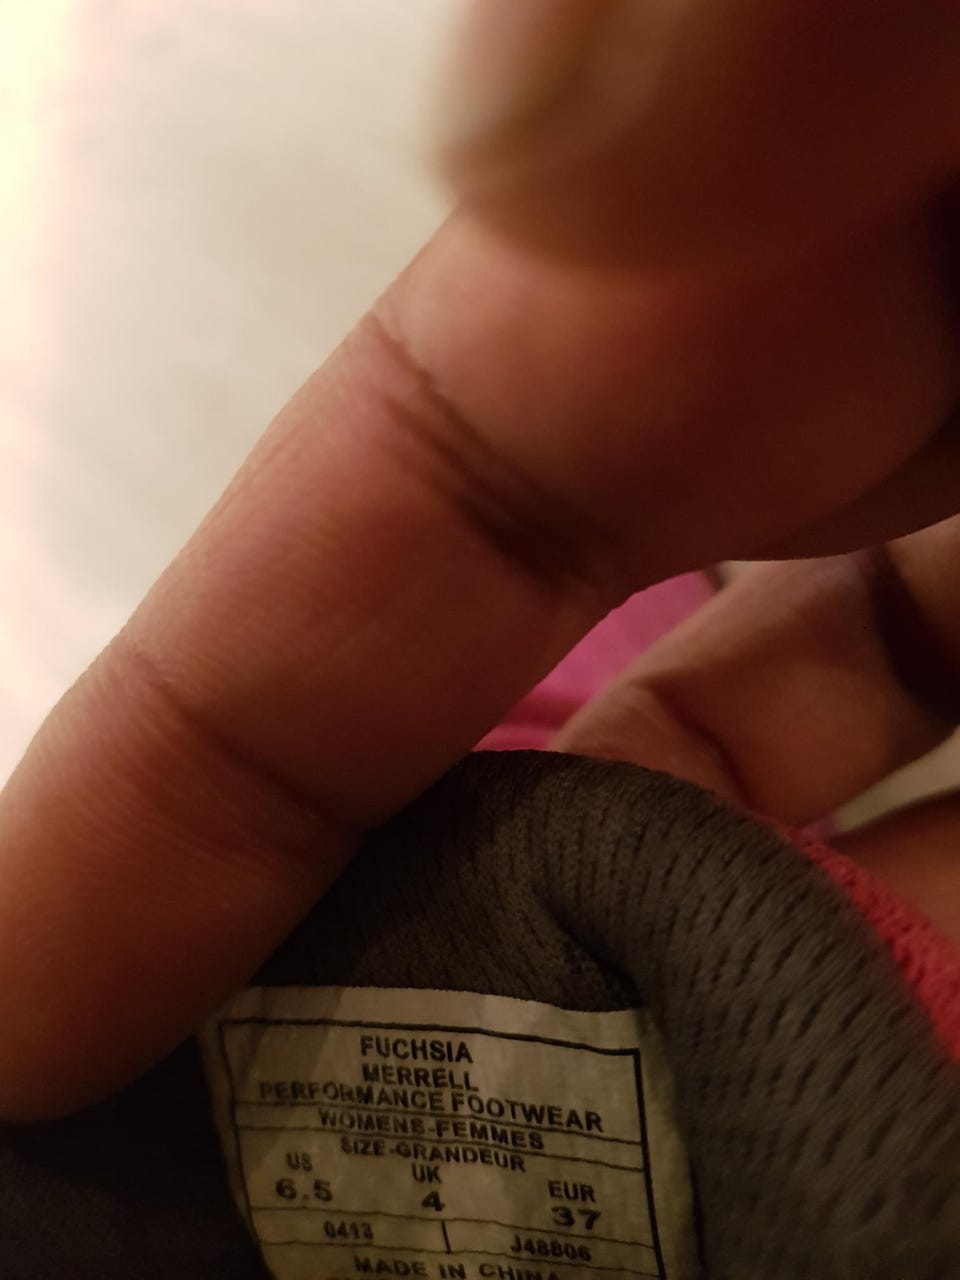 FUCHSIA
MERRELL
PERFORMANCE FOOTWEAR
WOMENS-FEMMES
SIZE-GRANDEUR
US UK EUR
6.5 4 37
0413 J48806
MADE IN CHINA